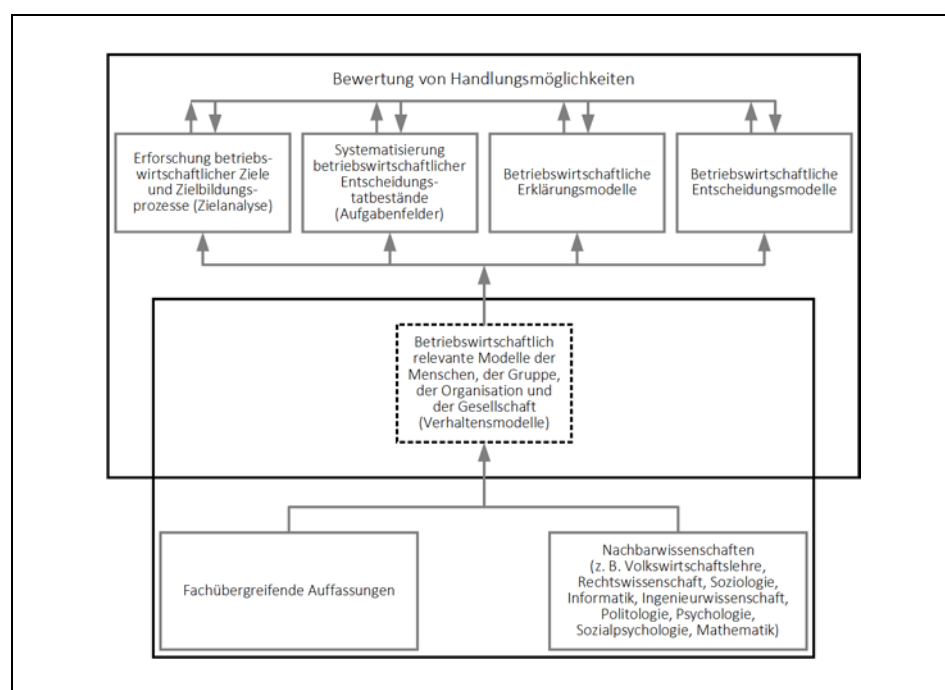 Bewertung von Handlungsmöglichkeiten
Erforschung betriebs-
wirtschaftlicher Ziele
und Zielbildungs-
prozesse (Zielanalyse)
Systematisierung
betriebswirtschaftlicher
Entscheidungs-
tatbestände
(Aufgabenfelder)
Betriebswirtschaftliche
Erklärungsmodelle
Betriebswirtschaftliche
Entscheidungsmodelle
Betriebswirtschaftlich
relevante Modelle der
Menschen, der Gruppe,
der Organisation und
der Gesellschaft
(Verhaltensmodelle)
Fachübergreifende Auffassungen
Nachbarwissenschaften
(z. B. Volkswirtschaftslehre,
Rechtswissenschaft, Soziologie,
Informatik, Ingenieurwissenschaft,
Politologie, Psychologie,
Sozialpsychologie, Mathematik)